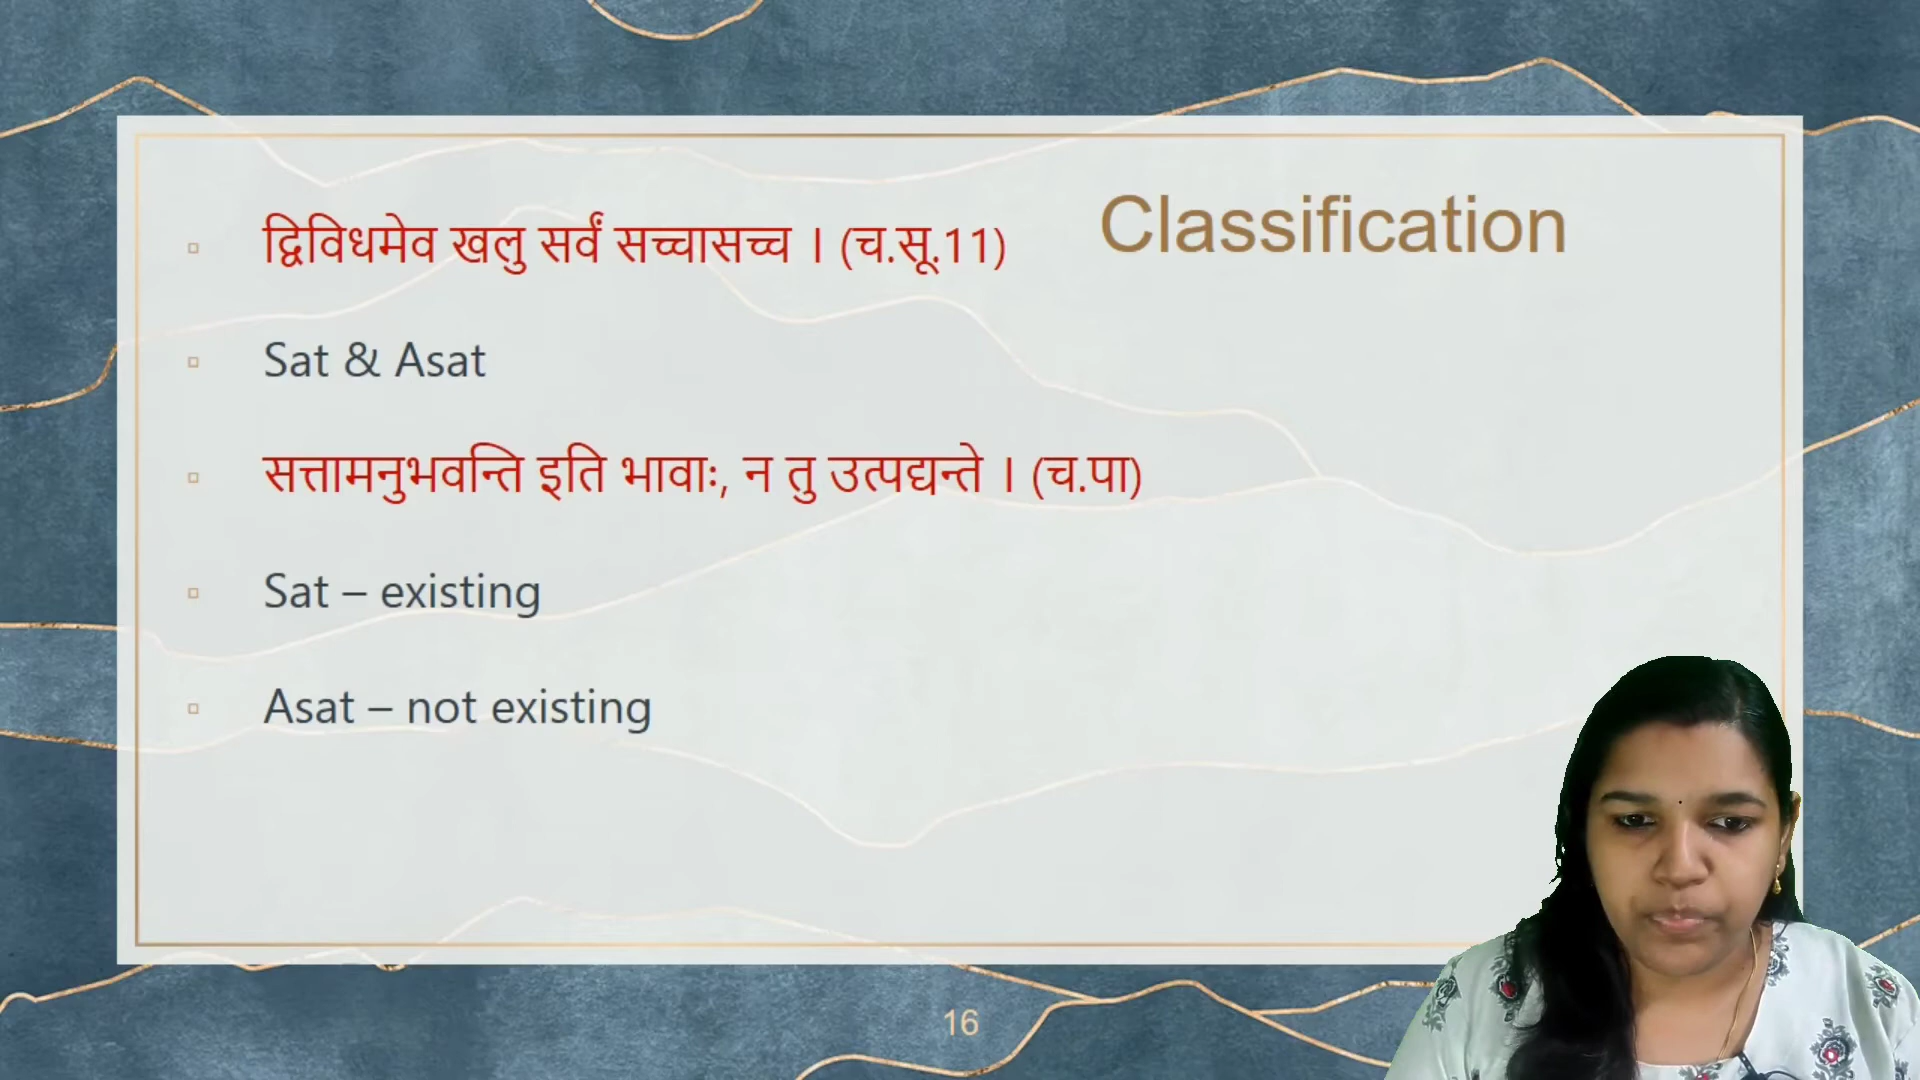 Classification
▫ द्विविधमेव खलु सर्वं सच्चासच्च । (च.सू.11)
▫ Sat & Asat
▫ सत्तामनुभवन्ति इति भावाः, न तु उत्पद्यन्ते । (च.पा)
▫ Sat – existing
▫ Asat – not existing
16